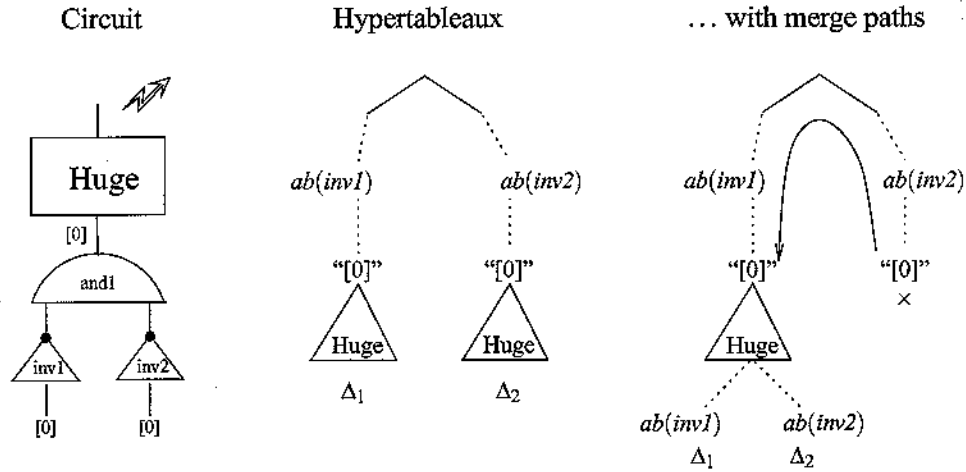 Circuit
Huge
[0]
and1
inv1 inv2
[0] [0]
Hypertableaux
ab(inv1) ab(inv2)
“[0]” “[0]”
Huge Huge
Δ₁ Δ₂
... with merge paths
ab(inv1) ab(inv2)
“[0]” “[0]”
×
Huge
ab(inv1) ab(inv2)
Δ₁ Δ₂